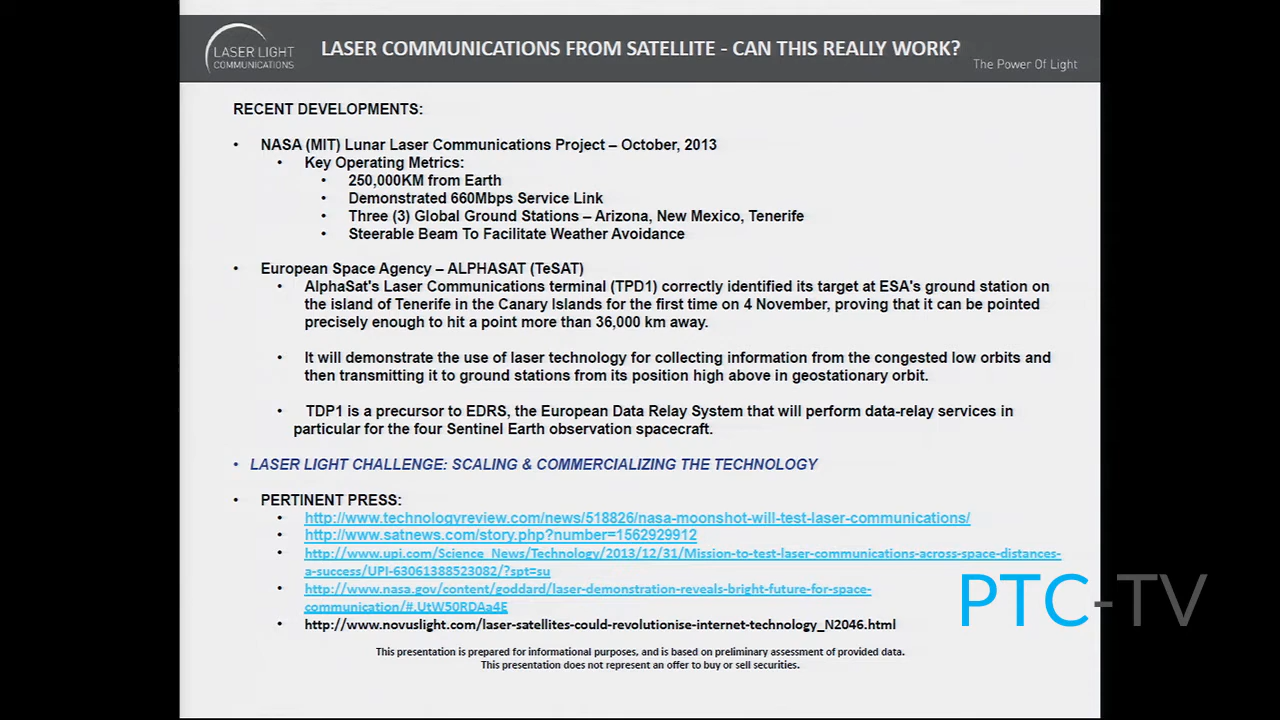 LASER LIGHT
COMMUNICATIONS
LASER COMMUNICATIONS FROM SATELLITE - CAN THIS REALLY WORK?
The Power Of Light
RECENT DEVELOPMENTS:
• NASA (MIT) Lunar Laser Communications Project – October, 2013
• Key Operating Metrics:
• 250,000KM from Earth
• Demonstrated 660Mbps Service Link
• Three (3) Global Ground Stations – Arizona, New Mexico, Tenerife
• Steerable Beam To Facilitate Weather Avoidance
• European Space Agency – ALPHASAT (TeSAT)
• AlphaSat's Laser Communications terminal (TPD1) correctly identified its target at ESA's ground station on
the island of Tenerife in the Canary Islands for the first time on 4 November, proving that it can be pointed
precisely enough to hit a point more than 36,000 km away.
• It will demonstrate the use of laser technology for collecting information from the congested low orbits and
then transmitting it to ground stations from its position high above in geostationary orbit.
• TDP1 is a precursor to EDRS, the European Data Relay System that will perform data-relay services in
particular for the four Sentinel Earth observation spacecraft.
• LASER LIGHT CHALLENGE: SCALING & COMMERCIALIZING THE TECHNOLOGY
• PERTINENT PRESS:
• http://www.technologyreview.com/news/518826/nasa-moonshot-will-test-laser-communications/
• http://www.satnews.com/story.php?number=1562929912
• http://www.upi.com/Science_News/Technology/2013/12/31/Mission-to-test-laser-communications-across-space-distances-
a-success/UPI-63061388523082/?spt=su
• http://www.nasa.gov/content/goddard/laser-demonstration-reveals-bright-future-for-space-
communication/#.UtW50RDAa4E
• http://www.novuslight.com/laser-satellites-could-revolutionise-internet-technology_N2046.html
PTC-TV
This presentation is prepared for informational purposes, and is based on preliminary assessment of provided data.
This presentation does not represent an offer to buy or sell securities.